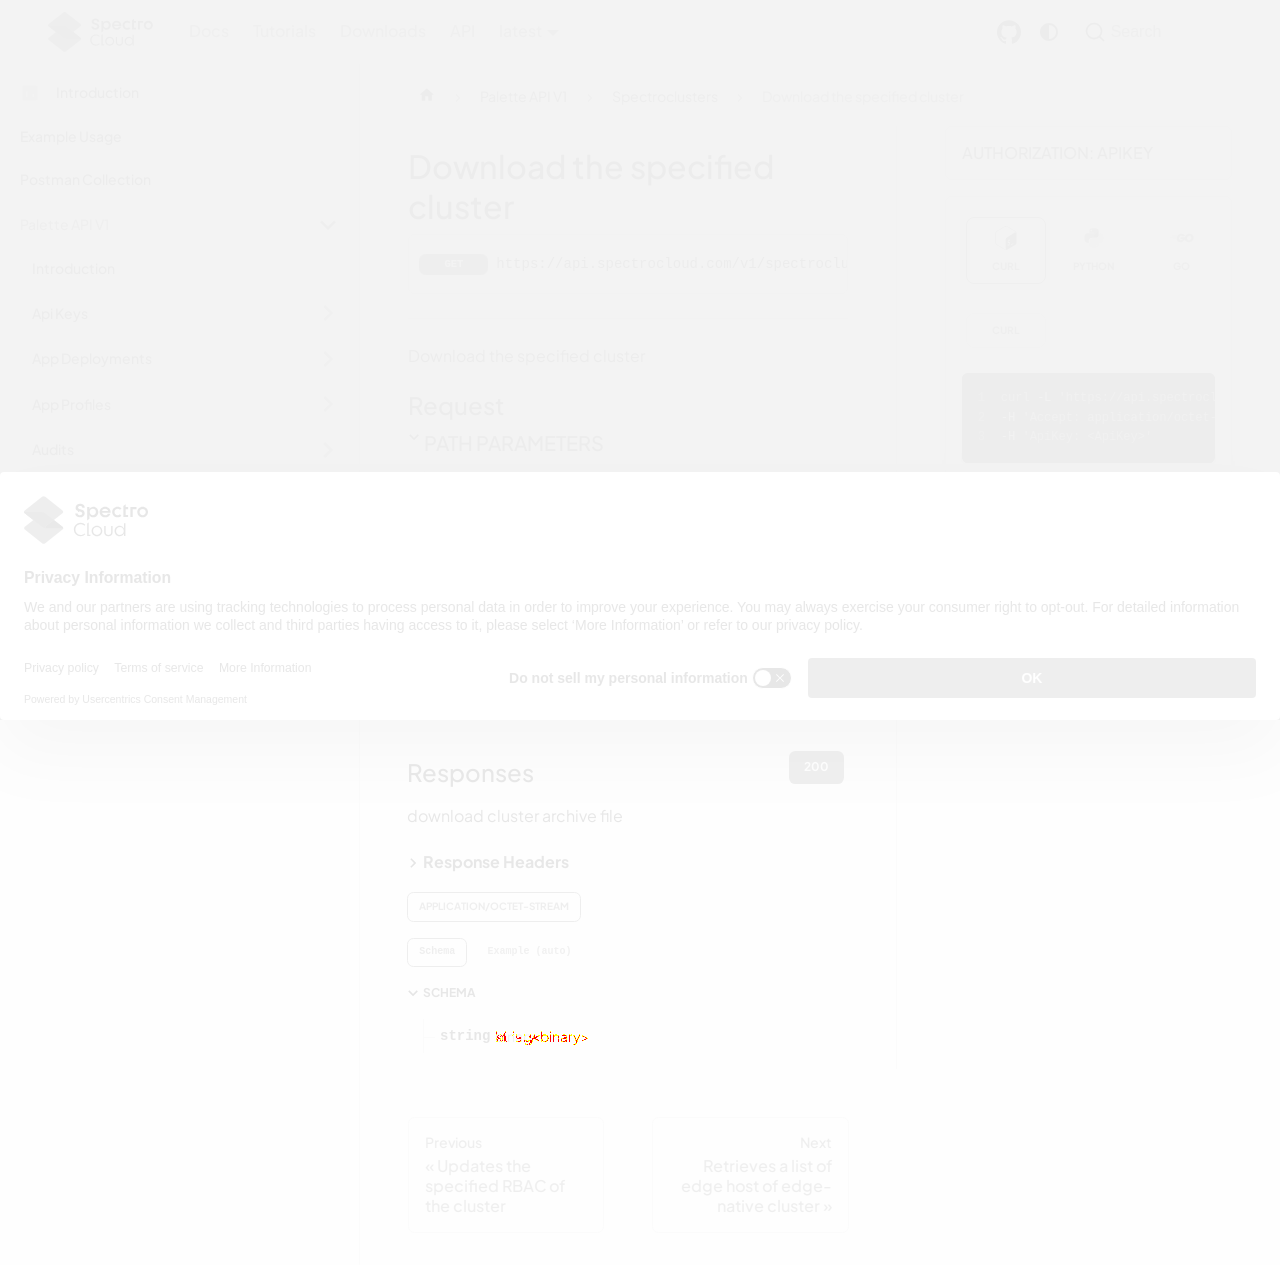 Spectro
Cloud
Docs Tutorials Downloads API latest
Search
Introduction
Palette API V1 Spectroclusters Download the specified cluster
Example Usage
Download the specified
cluster
AUTHORIZATION: APIKEY
Postman Collection
Palette API V1
CURL PYTHON GO
Introduction
GET https://api.spectrocloud.com/v1/spectroclu
Api Keys
CURL
App Deployments
Download the specified cluster
App Profiles
Request
Audits
PATH PARAMETERS
Spectro
Cloud
Privacy Information
We and our partners are using tracking technologies to process personal data in order to improve your experience. You may always exercise your consumer right to opt-out. For detailed information
about personal information we collect and third parties having access to it, please select 'More Information' or refer to our privacy policy.
Privacy policy Terms of service More Information
Do not sell my personal information
OK
Powered by Usercentrics Consent Management
Responses
200
download cluster archive file
Response Headers
APPLICATION/OCTET-STREAM
Schema Example (auto)
SCHEMA
string
Previous
« Updates the
specified RBAC of
the cluster
Next
Retrieves a list of
edge host of edge-
native cluster »